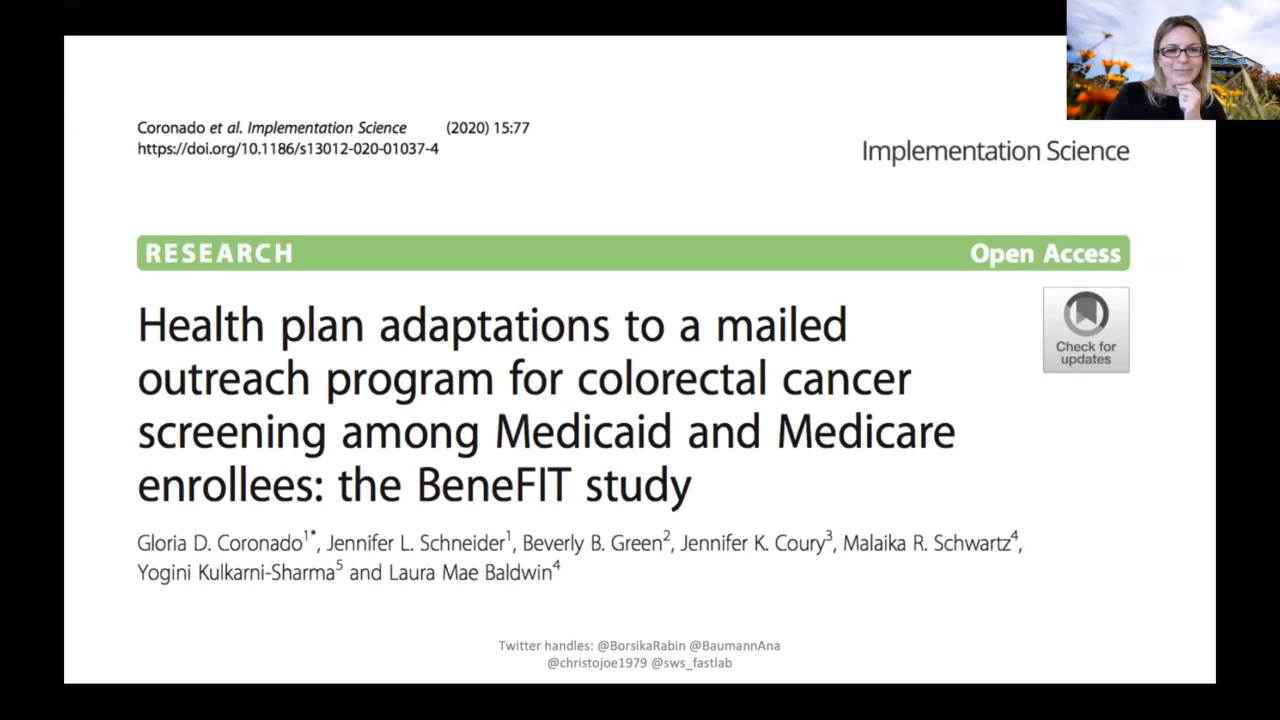 Coronado et al. Implementation Science (2020) 15:77
https://doi.org/10.1186/s13012-020-01037-4
Implementation Science
RESEARCH Open Access
Health plan adaptations to a mailed
outreach program for colorectal cancer
screening among Medicaid and Medicare
enrollees: the BeneFIT study
Check for
updates
Gloria D. Coronado1*, Jennifer L. Schneider1, Beverly B. Green2, Jennifer K. Coury3, Malaika R. Schwartz4,
Yogini Kulkarni-Sharma5 and Laura Mae Baldwin4
Twitter handles: @BorsikaRabin @BaumannAna
@christojoe1979 @sws_fastlab